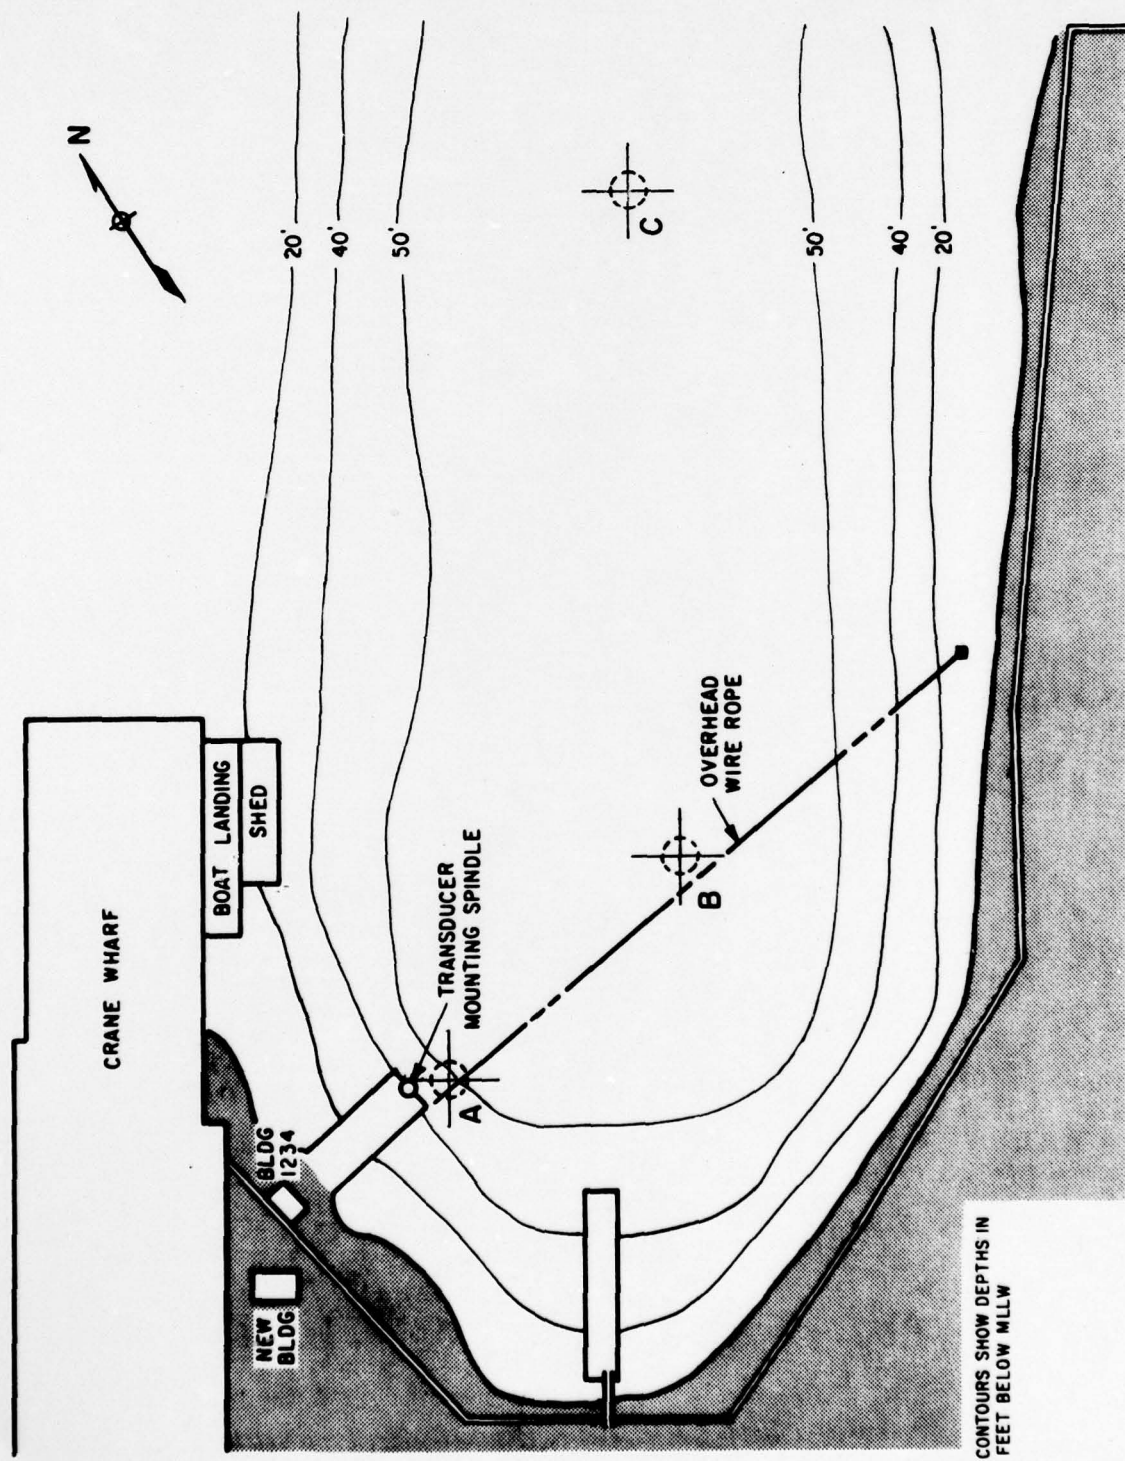 N
20'
40'
50'
C
50'
40'
20'
CRANE WHARF
BOAT LANDING
SHED
TRANSDUCER
MOUNTING SPINDLE
OVERHEAD
WIRE ROPE
A
B
BLDG
1234
NEW
BLDG
CONTOURS SHOW DEPTHS IN
FEET BELOW MLLW